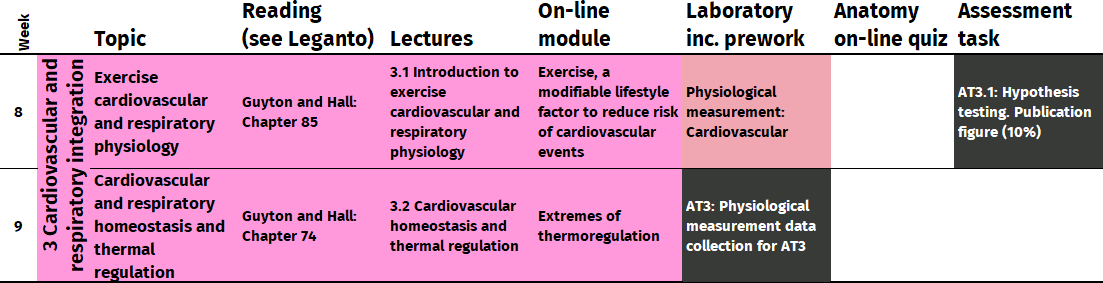 Week
Topic
Reading
(see Leganto)
Lectures
On-line
module
Laboratory
inc. prework
Anatomy
on-line quiz
Assessment
task
3 Cardiovascular and
respiratory integration
8
Exercise
cardiovascular
and respiratory
physiology
Guyton and Hall:
Chapter 85
3.1 Introduction to
exercise
cardiovascular and
respiratory
physiology
Exercise, a
modifiable lifestyle
factor to reduce risk
of cardiovascular
events
Physiological
measurement:
Cardiovascular
AT3.1: Hypothesis
testing. Publication
figure (10%)
9
Cardiovascular
and respiratory
homeostasis and
thermal
regulation
Guyton and Hall:
Chapter 74
3.2 Cardiovascular
homeostasis and
thermal regulation
Extremes of
thermoregulation
AT3: Physiological
measurement data
collection for AT3